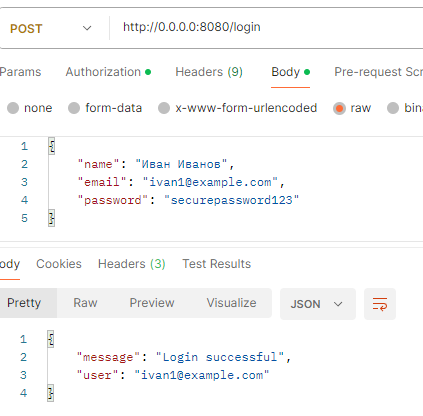 POST http://0.0.0.0:8080/login
Params Authorization Headers (9) Body Pre-request Scr
none form-data x-www-form-urlencoded raw bin
1 {
2 "name": "Иван Иванов",
3 "email": "ivan1@example.com",
4 "password": "securepassword123"
5 }
ody Cookies Headers (3) Test Results
Pretty Raw Preview Visualize JSON
1 {
2 "message": "Login successful",
3 "user": "ivan1@example.com"
4 }